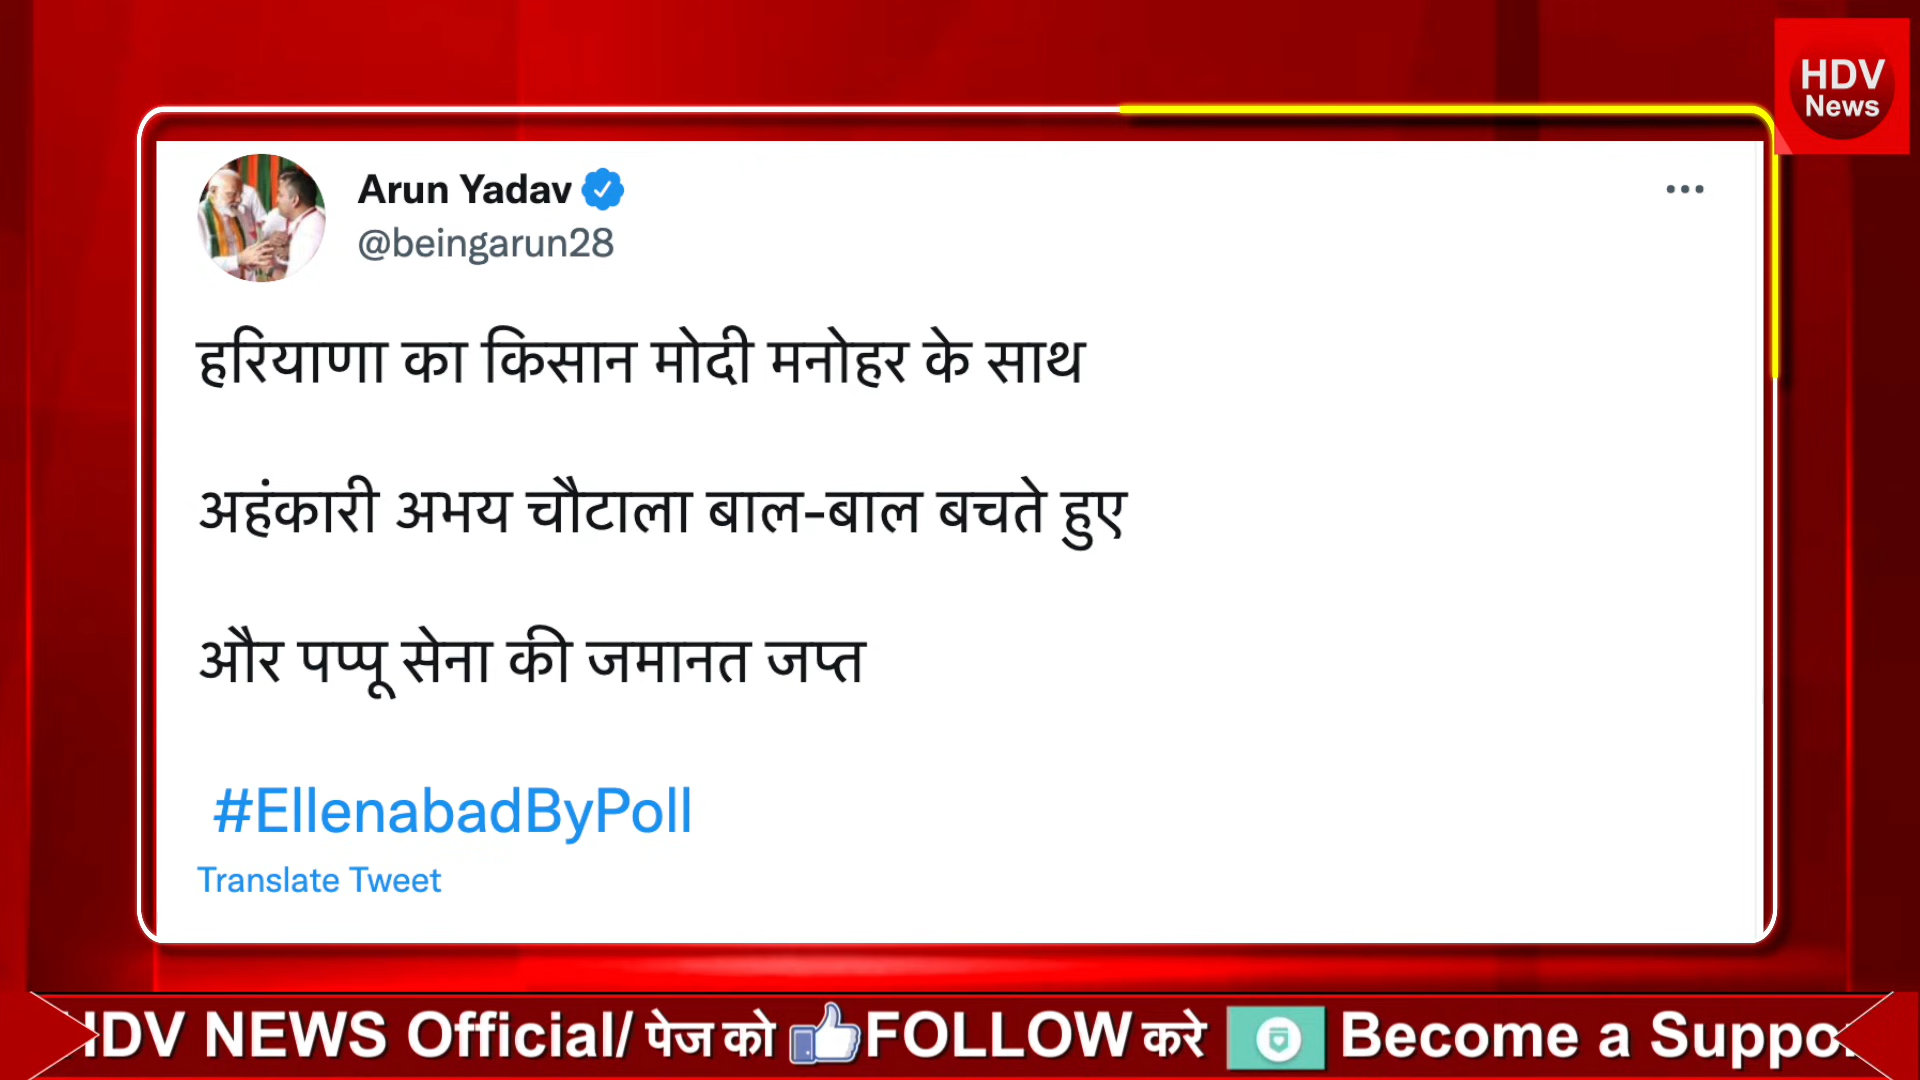 HDV
News
Arun Yadav
@beingarun28
हरियाणा का किसान मोदी मनोहर के साथ
अहंकारी अभय चौटाला बाल-बाल बचते हुए
और पप्पू सेना की जमानत जप्त
#EllenabadByPoll
Translate Tweet
HDV NEWS Official/ पेज को FOLLOW करे Become a Suppo